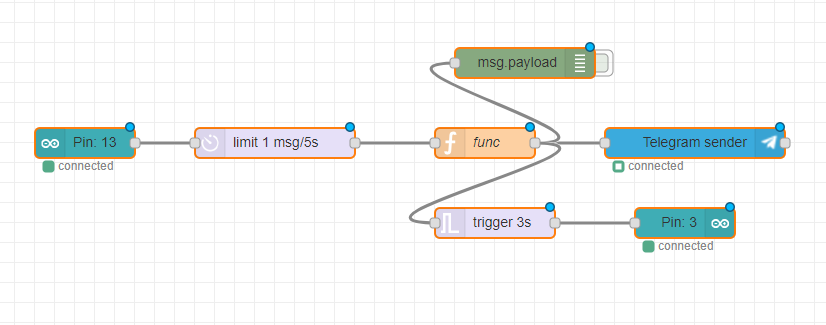 msg.payload
Pin: 13
limit 1 msg/5s
func
Telegram sender
connected
connected
trigger 3s
Pin: 3
connected